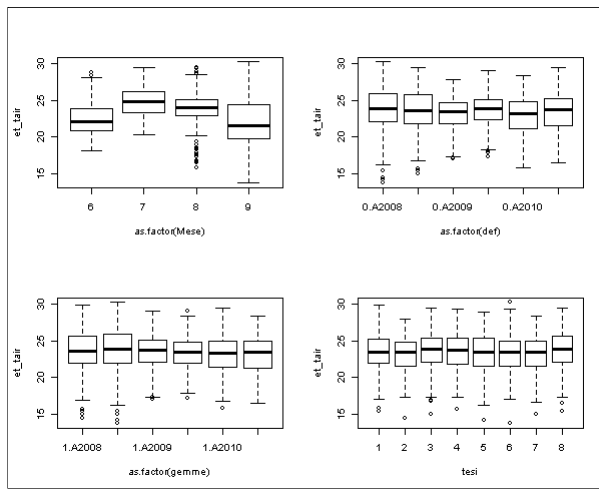 et_tair
30
25
20
15
6 7 8 9
as.factor(Mese)
et_tair
30
25
20
15
0.A2008 0.A2009 0.A2010
as.factor(def)
et_tair
30
25
20
15
1.A2008 1.A2009 1.A2010
as.factor(gemme)
et_tair
30
25
20
15
1 2 3 4 5 6 7 8
tesi